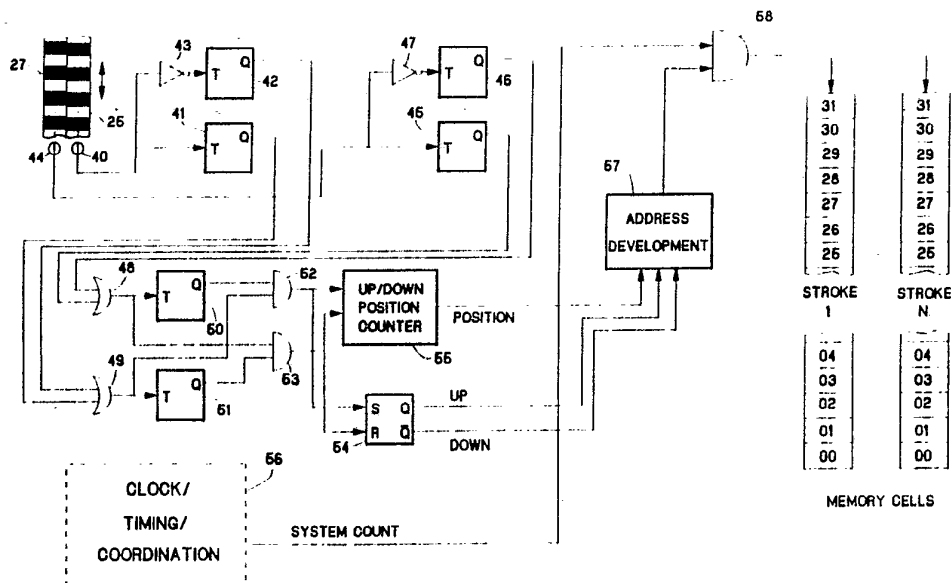 58
27
25
44
40
43
T Q
42
41
T Q
47
T Q
46
45
T Q
57
ADDRESS
DEVELOPMENT
31
30
29
28
27
26
25
STROKE
1
04
03
02
01
00
31
30
29
28
27
26
25
STROKE
N
04
03
02
01
00
MEMORY CELLS
48
T Q
50
52
UP/DOWN
POSITION
COUNTER
55
POSITION
49
T Q
51
53
S Q
R Q̅
54
UP
DOWN
56
CLOCK/
TIMING/
COORDINATION
SYSTEM COUNT